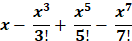 x − x³/3! + x⁵/5! − x⁷/7!